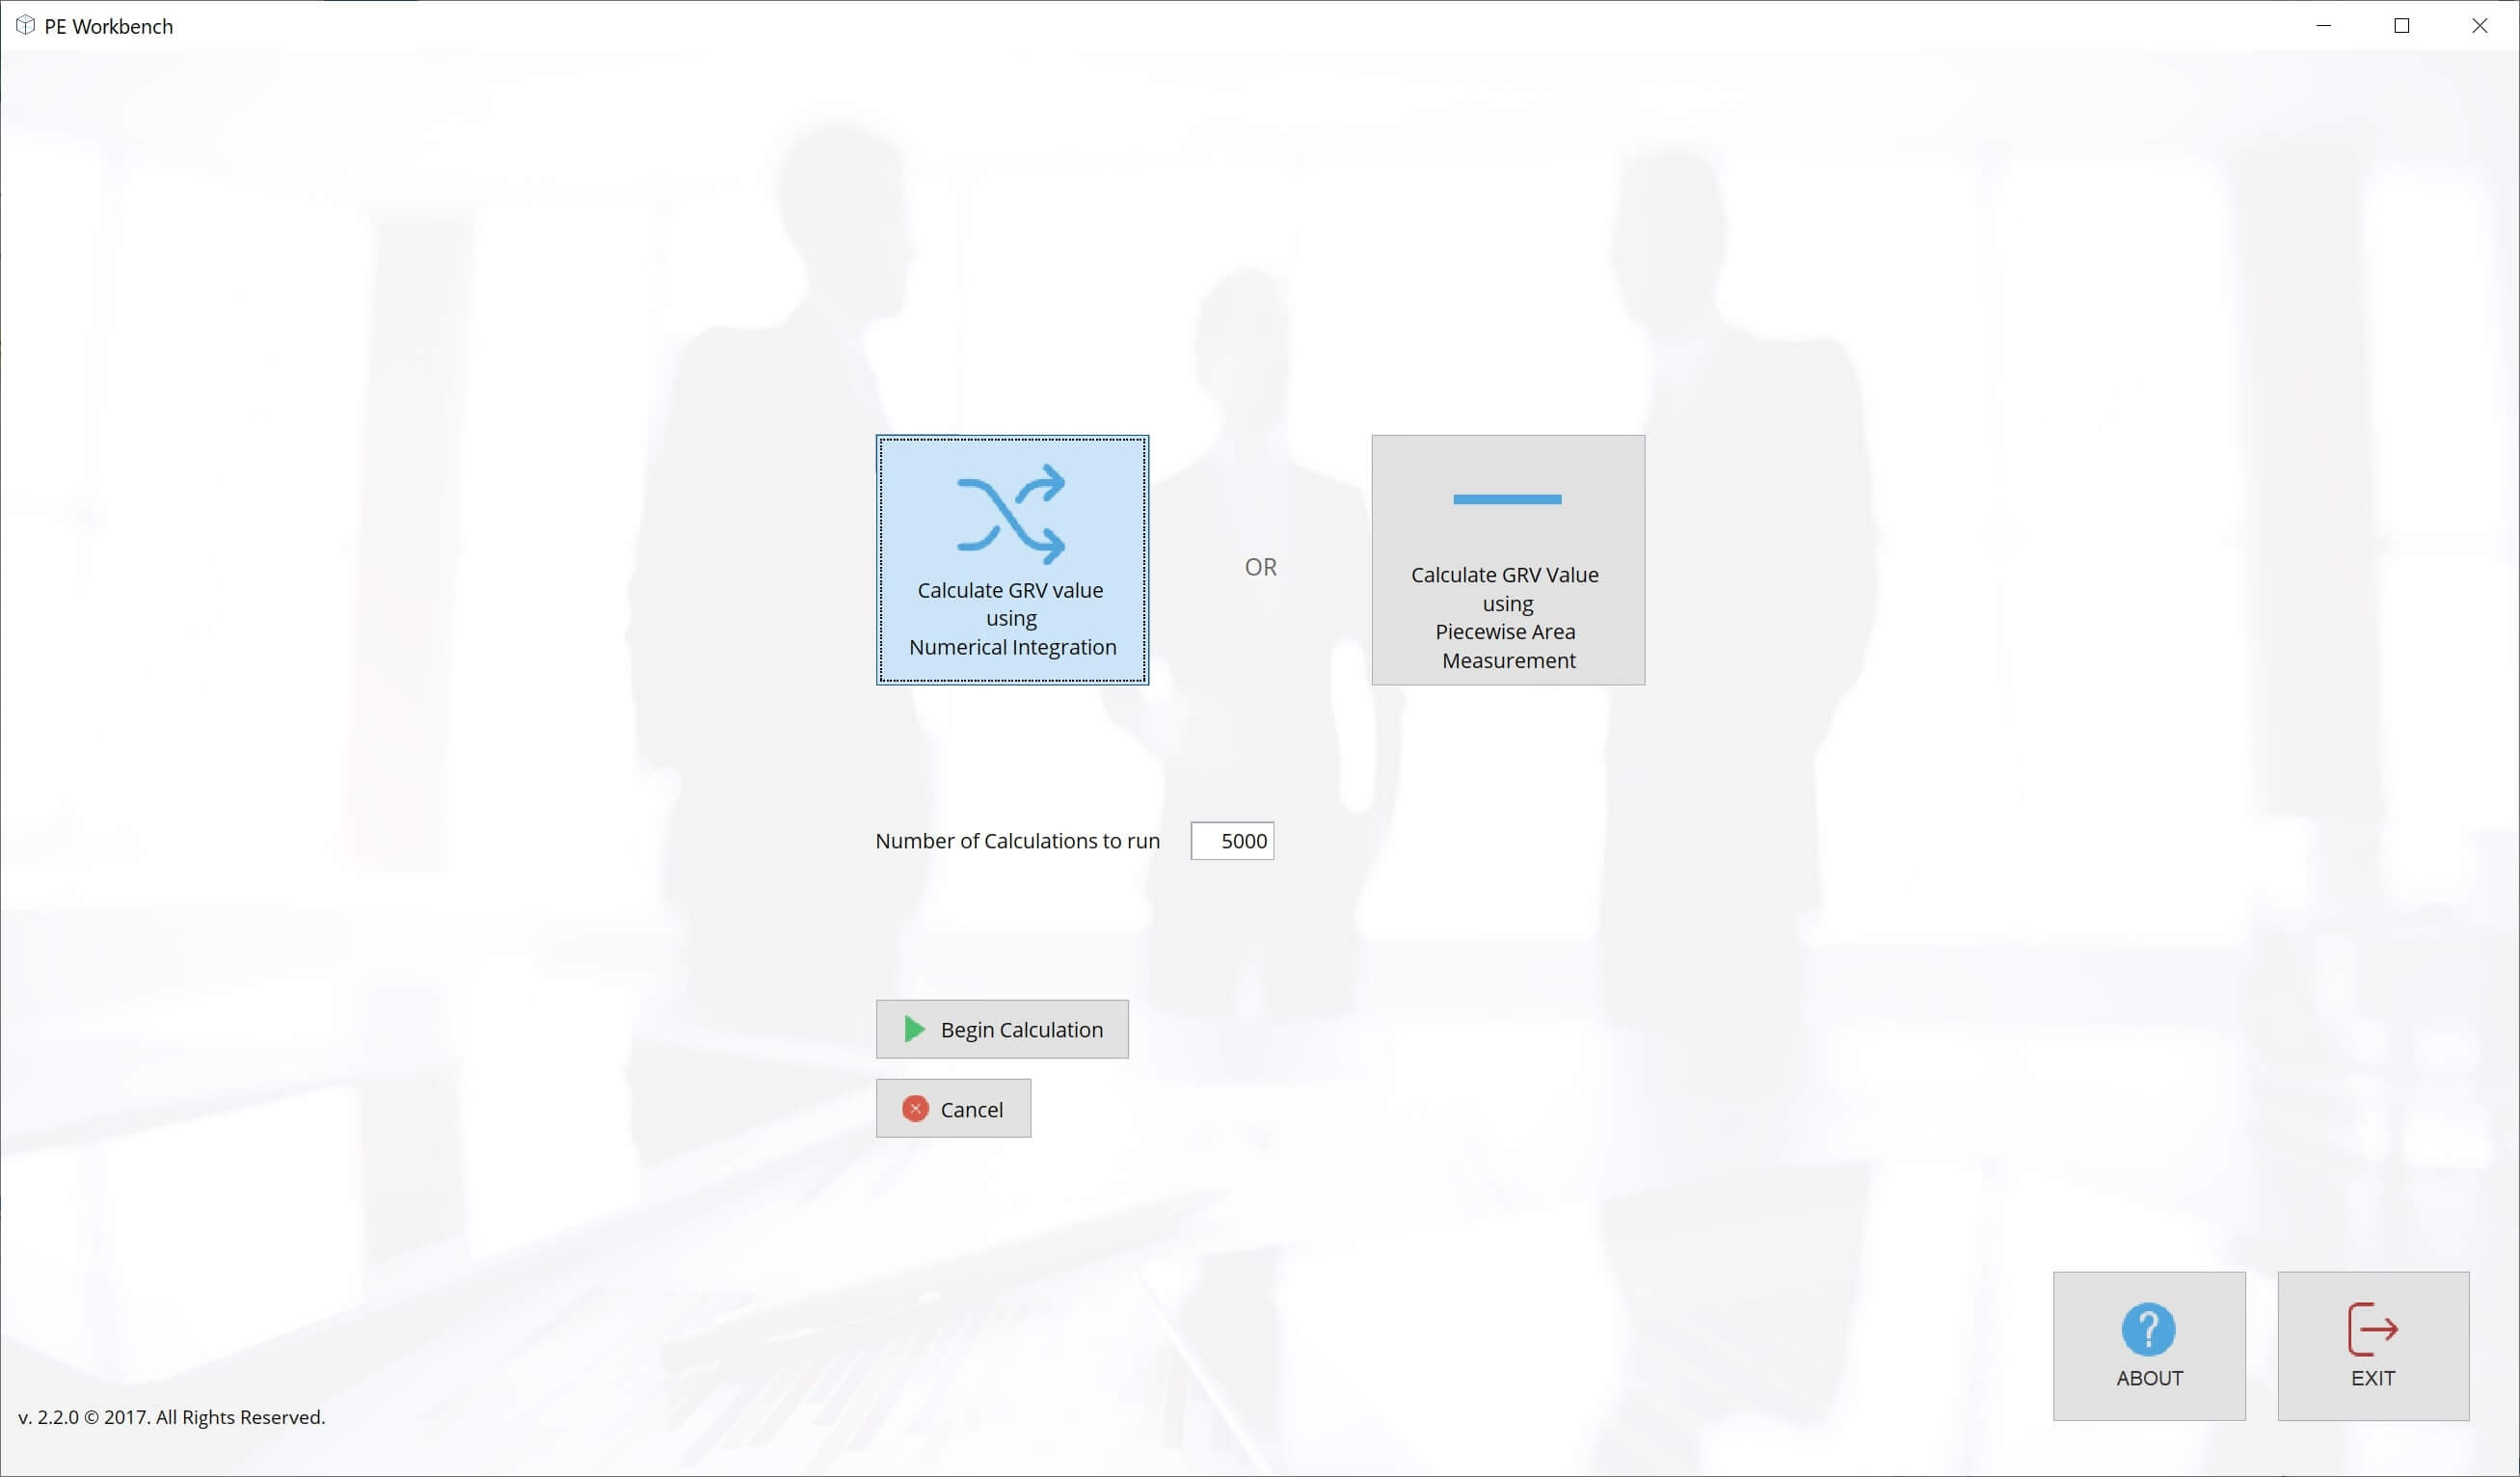 PE Workbench
Calculate GRV value
using
Numerical Integration
OR
Calculate GRV Value
using
Piecewise Area
Measurement
Number of Calculations to run 5000
Begin Calculation
Cancel
ABOUT
EXIT
v. 2.2.0 © 2017. All Rights Reserved.